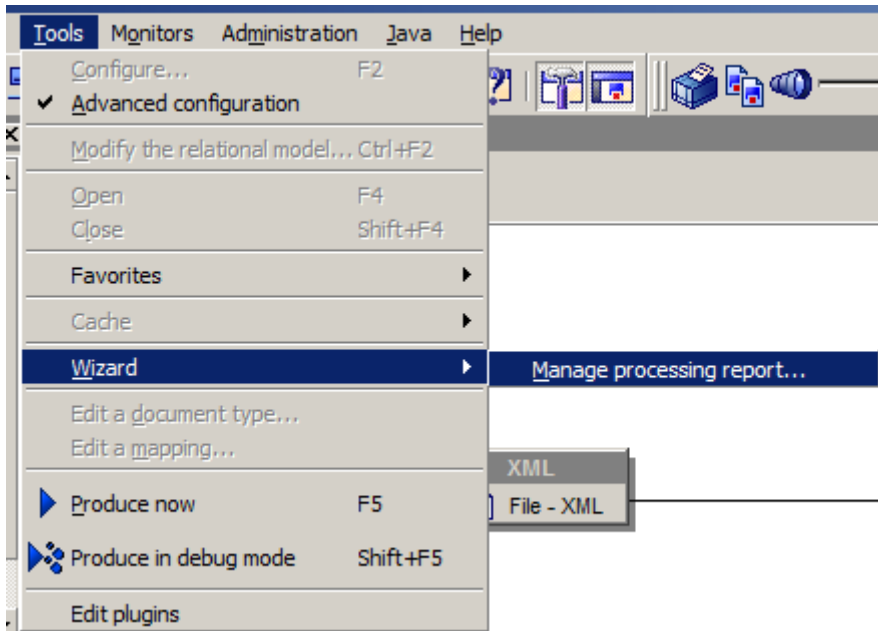 Tools Monitors Administration Java Help
Configure... F2
Advanced configuration
Modify the relational model... Ctrl+F2
Open F4
Close Shift+F4
Favorites
Cache
Wizard
Manage processing report...
Edit a document type...
Edit a mapping...
XML
Produce now F5
File - XML
Produce in debug mode Shift+F5
Edit plugins